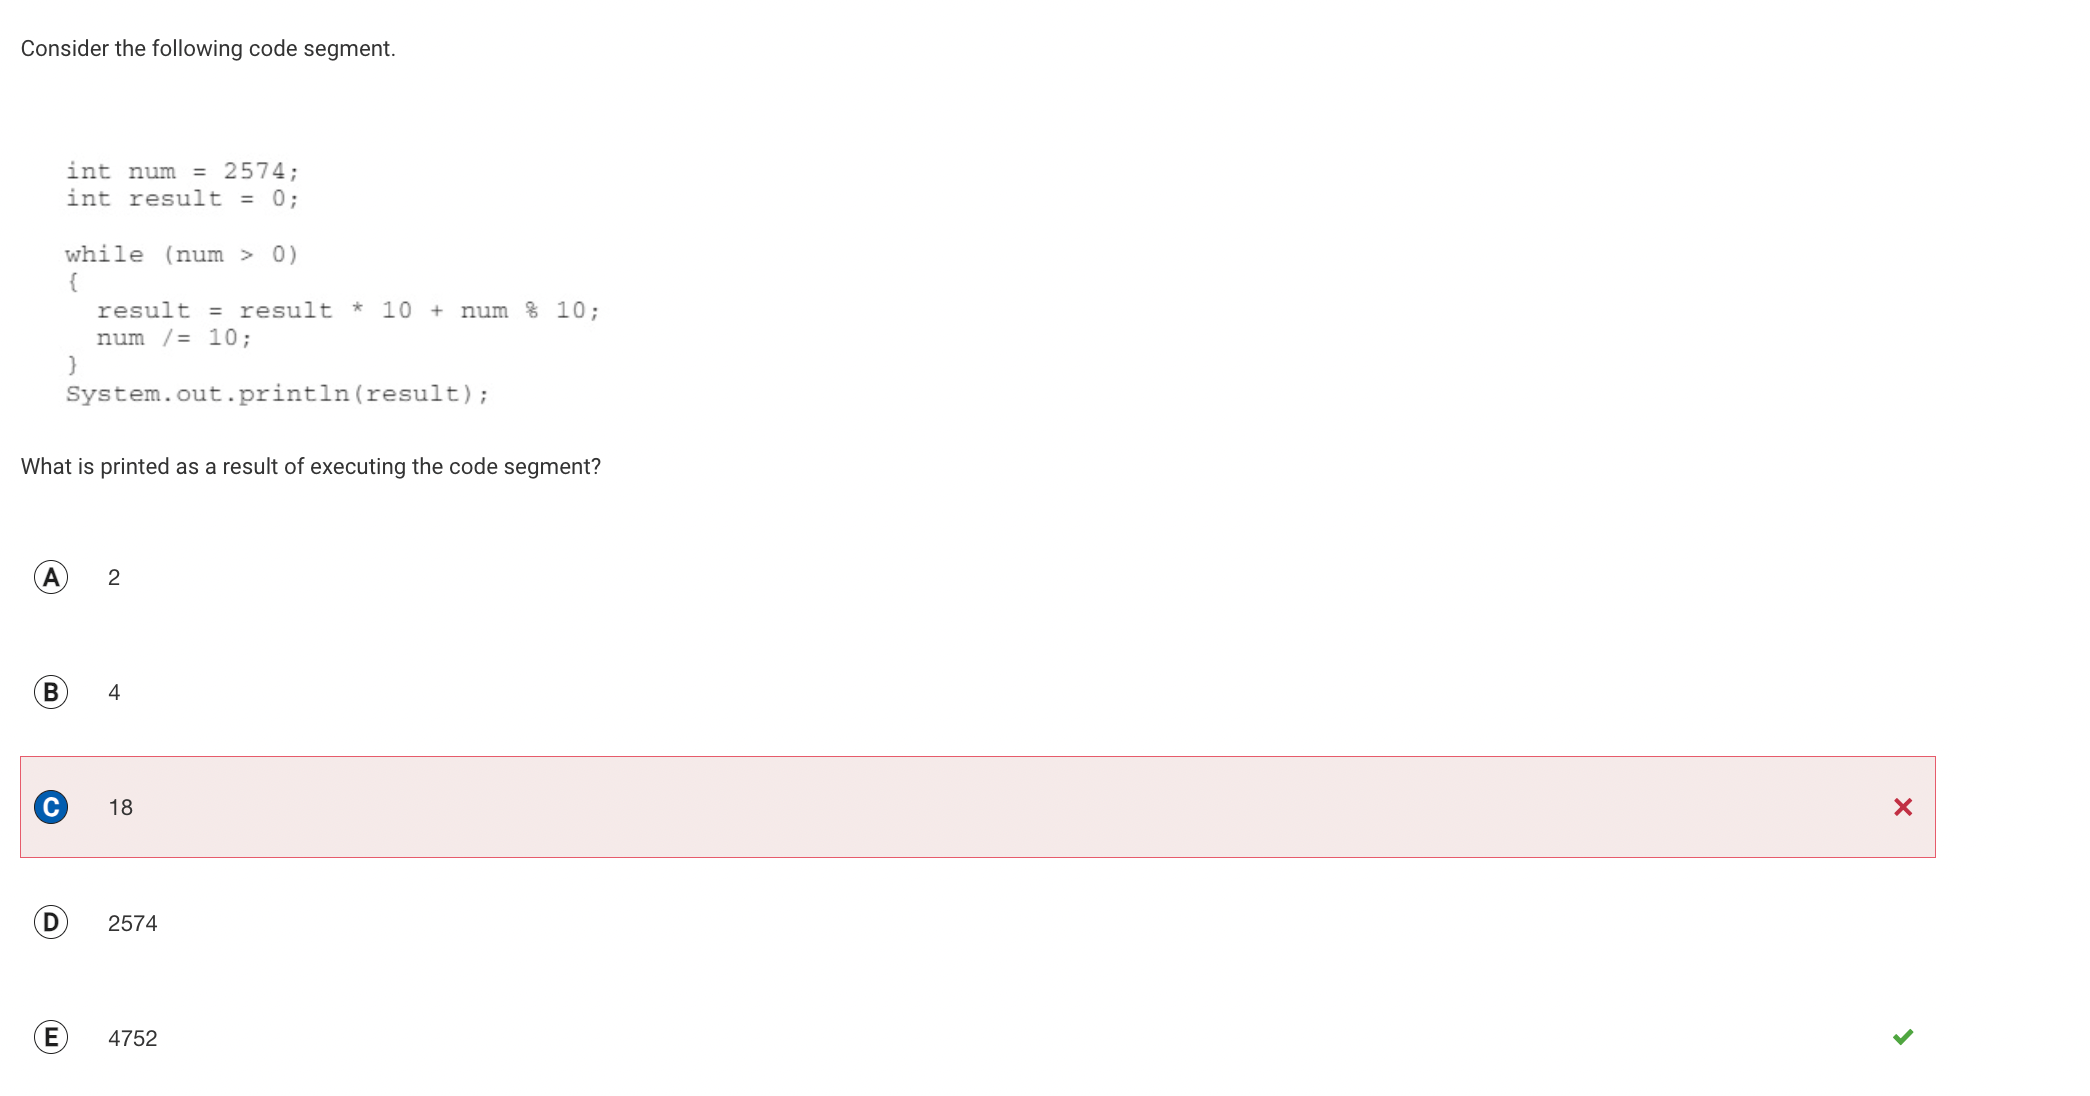 Consider the following code segment.
int num = 2574;
int result = 0;
while (num > 0)
{
result = result * 10 + num % 10;
num /= 10;
}
System.out.println(result);
What is printed as a result of executing the code segment?
A 2
B 4
C 18
D 2574
E 4752